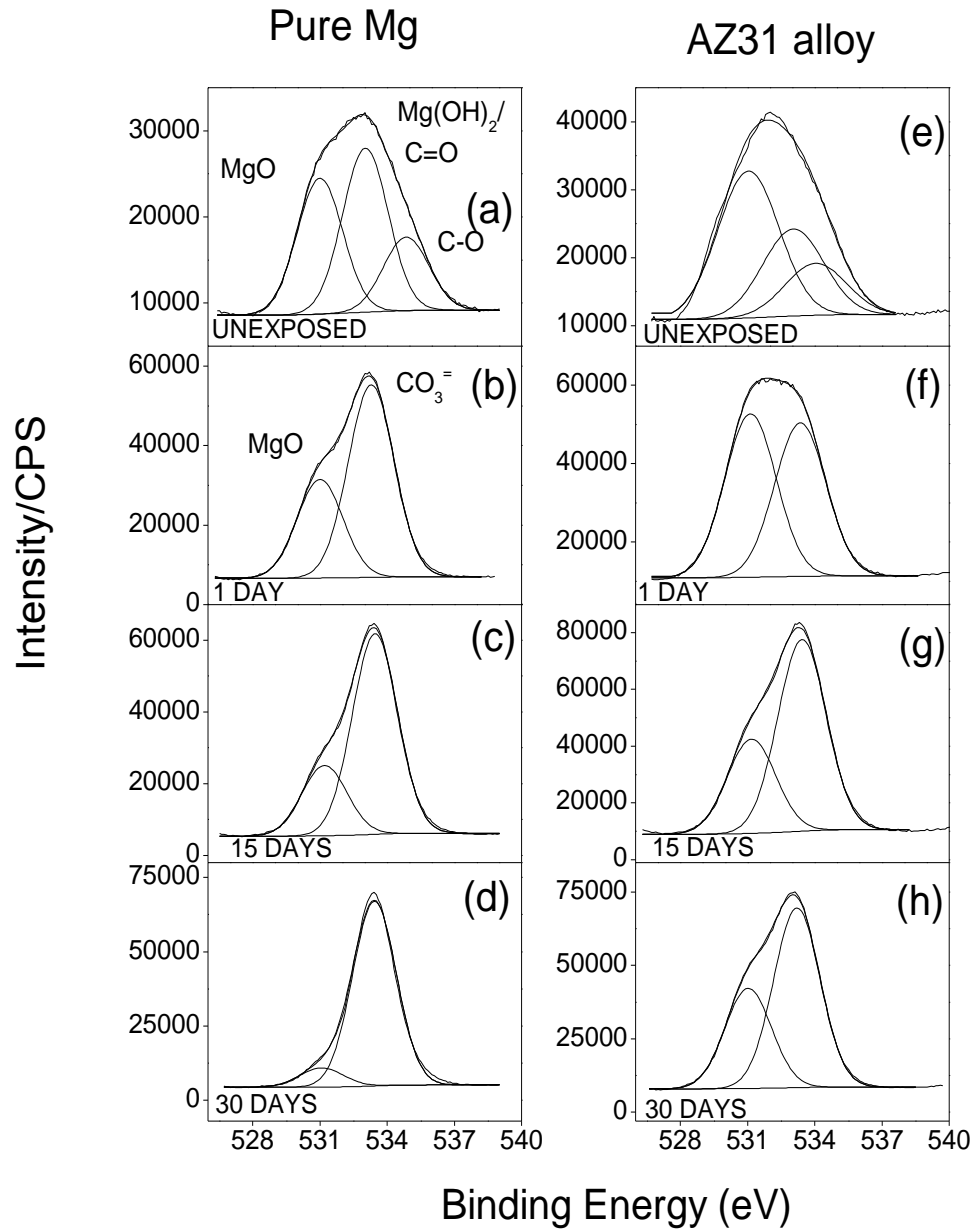 Pure Mg
AZ31 alloy
Intensity/CPS
30000
20000
10000
MgO
Mg(OH)2/
C=O
C-O
(a)
UNEXPOSED
40000
30000
20000
10000
(e)
UNEXPOSED
60000
40000
20000
0
MgO
CO3=
(b)
1 DAY
60000
40000
20000
(f)
1 DAY
60000
40000
20000
0
(c)
15 DAYS
80000
60000
40000
20000
0
(g)
15 DAYS
75000
50000
25000
0
(d)
30 DAYS
75000
50000
25000
0
(h)
30 DAYS
528 531 534 537 540
528 531 534 537 540
Binding Energy (eV)